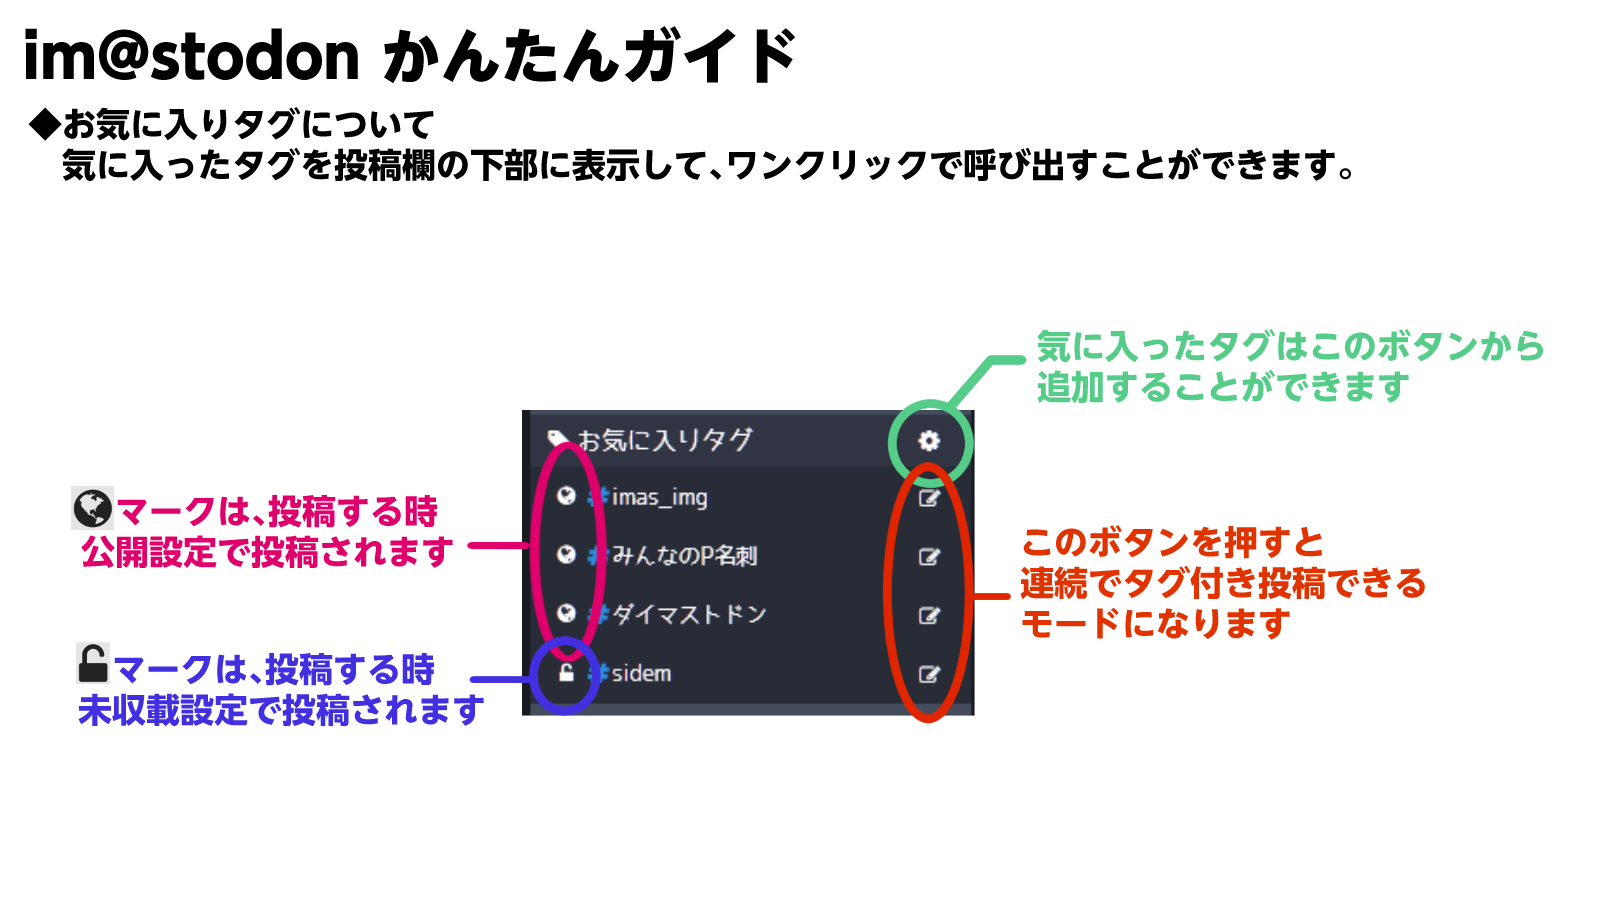 im@stodon かんたんガイド
◆お気に入りタグについて
気に入ったタグを投稿欄の下部に表示して、ワンクリックで呼び出すことができます。
気に入ったタグはこのボタンから
追加することができます
お気に入りタグ
#imas_img
#みんなのP名刺
#ダイマストドン
#sidem
マークは、投稿する時
公開設定で投稿されます
マークは、投稿する時
未収載設定で投稿されます
このボタンを押すと
連続でタグ付き投稿できる
モードになります